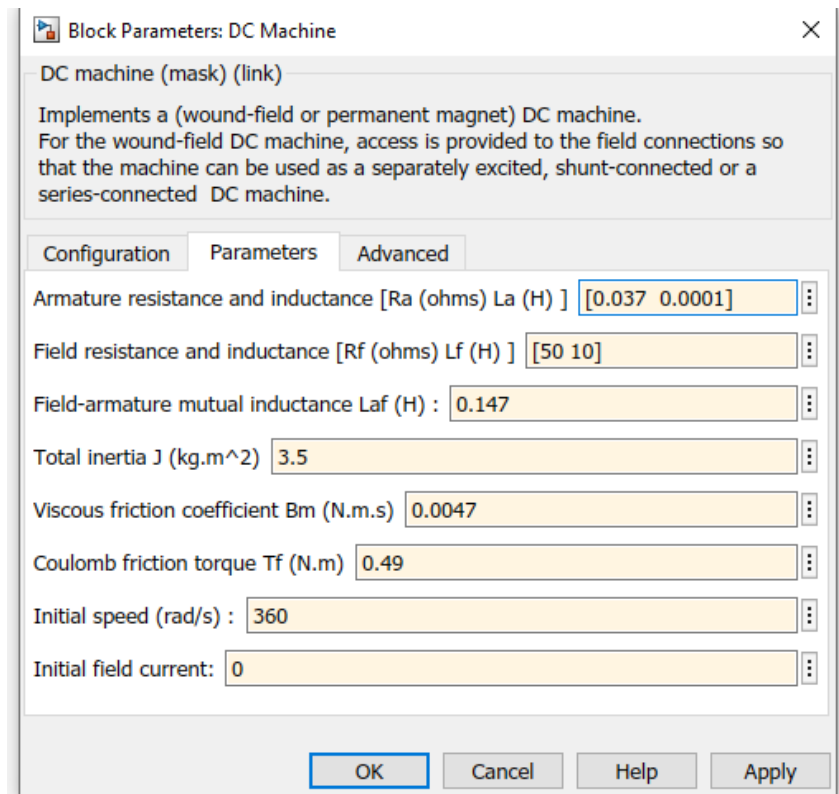 Block Parameters: DC Machine
DC machine (mask) (link)
Implements a (wound-field or permanent magnet) DC machine.
For the wound-field DC machine, access is provided to the field connections so
that the machine can be used as a separately excited, shunt-connected or a
series-connected  DC machine.
Configuration Parameters Advanced
Armature resistance and inductance [Ra (ohms) La (H) ] [0.037  0.0001]
Field resistance and inductance [Rf (ohms) Lf (H) ] [50 10]
Field-armature mutual inductance Laf (H) : 0.147
Total inertia J (kg.m^2) 3.5
Viscous friction coefficient Bm (N.m.s) 0.0047
Coulomb friction torque Tf (N.m) 0.49
Initial speed (rad/s) : 360
Initial field current: 0
OK Cancel Help Apply